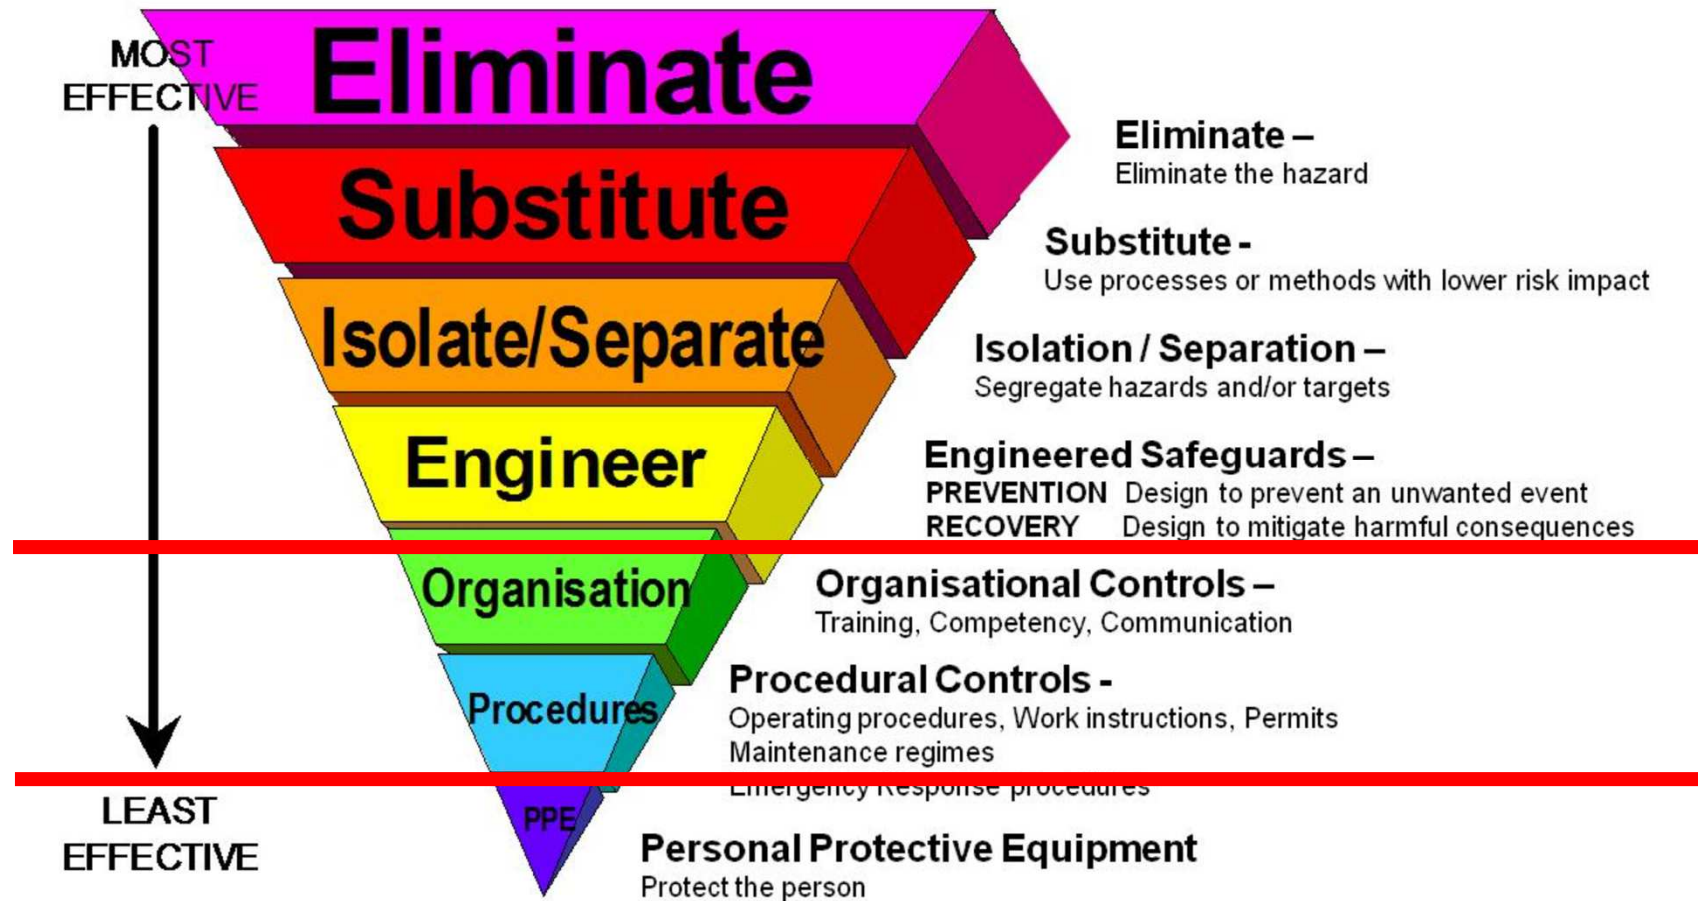 MOST
EFFECTIVE
Eliminate
Substitute
Isolate/Separate
Engineer
Organisation
Procedures
PPE
LEAST
EFFECTIVE
Eliminate –
Eliminate the hazard
Substitute -
Use processes or methods with lower risk impact
Isolation / Separation –
Segregate hazards and/or targets
Engineered Safeguards –
PREVENTION Design to prevent an unwanted event
RECOVERY Design to mitigate harmful consequences
Organisational Controls –
Training, Competency, Communication
Procedural Controls -
Operating procedures, Work instructions, Permits
Maintenance regimes
Emergency Response procedures
Personal Protective Equipment
Protect the person